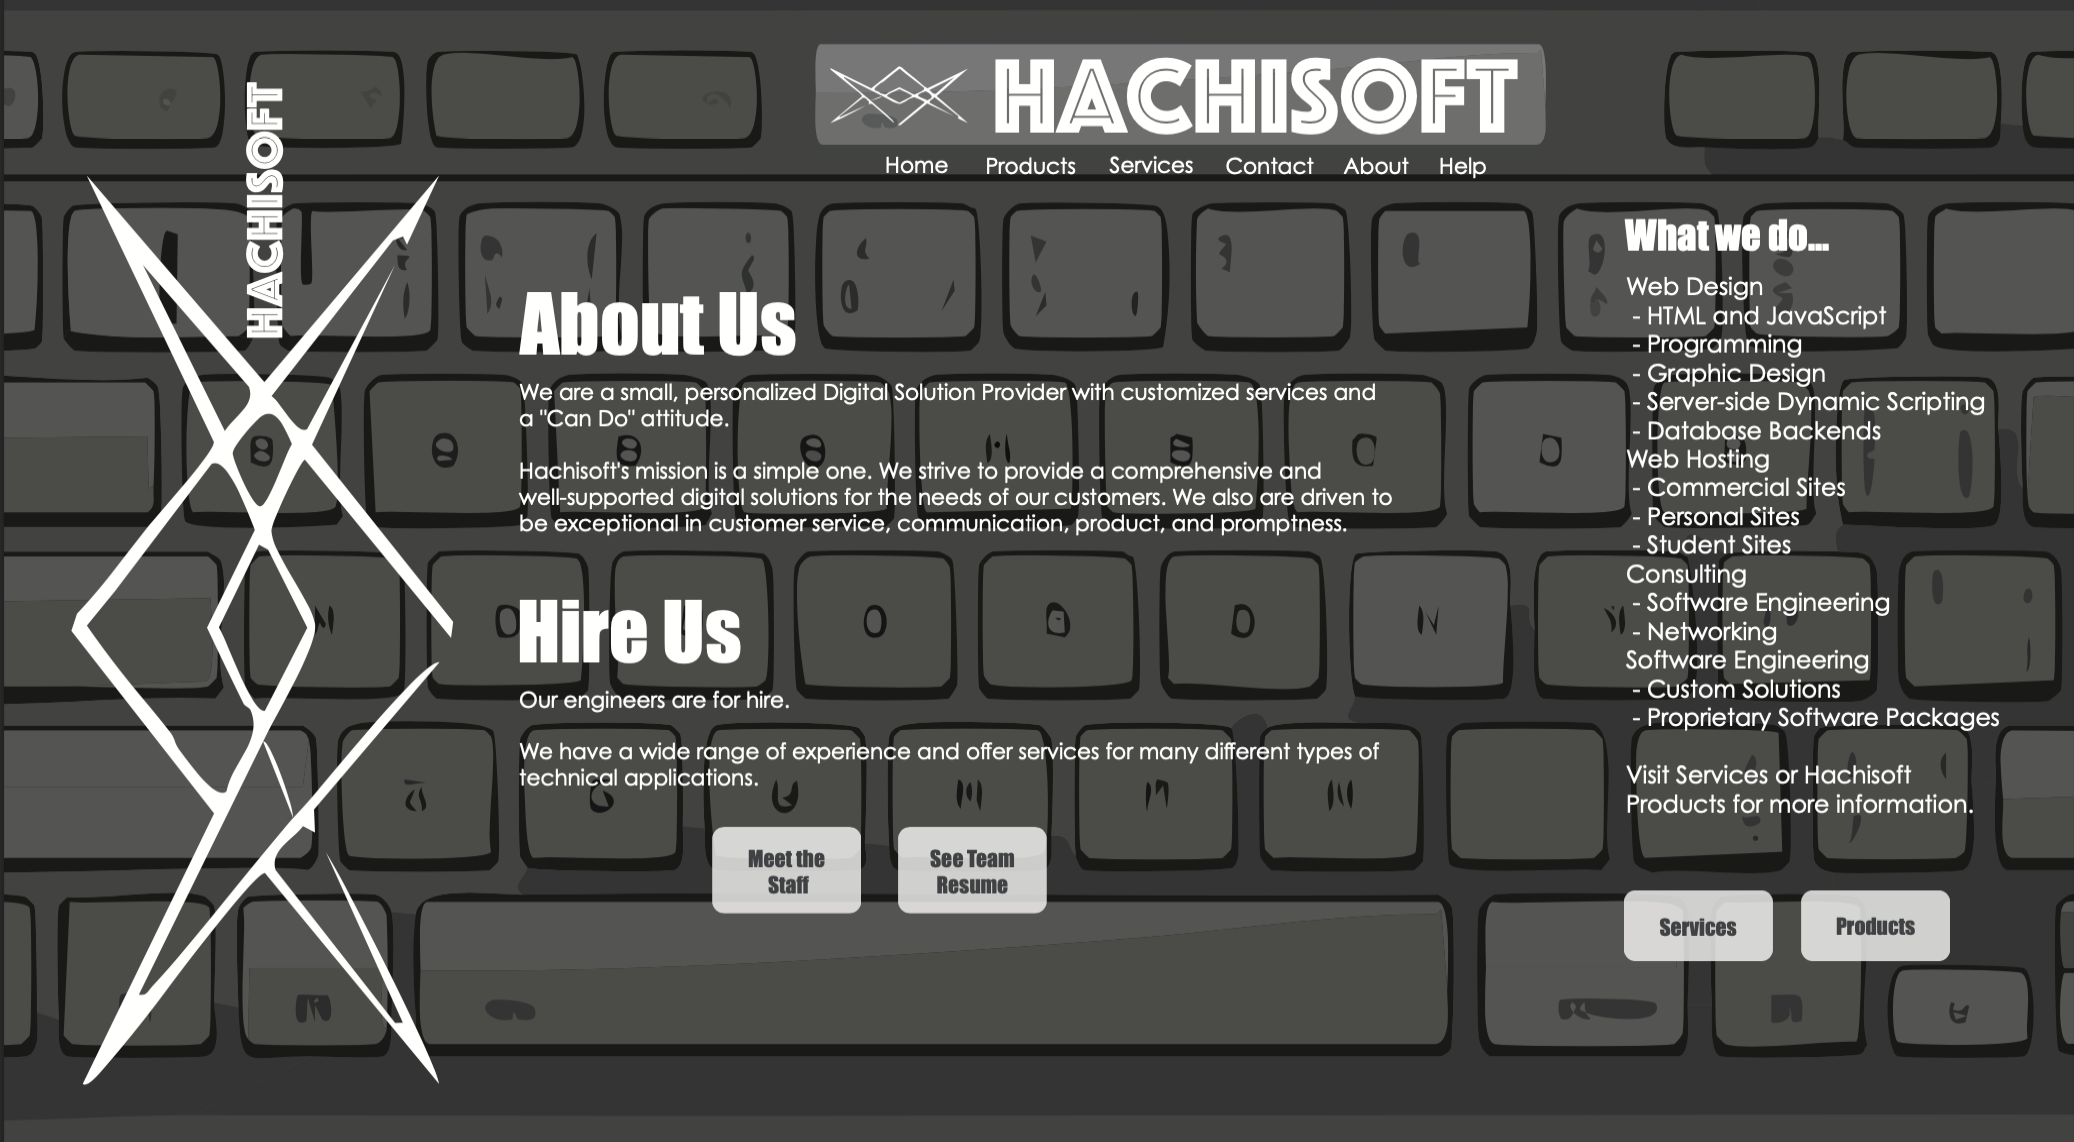 HACHISOFT
Home Products Services Contact About Help
HACHISOFT
About Us
We are a small, personalized Digital Solution Provider with customized services and
a "Can Do" attitude.
Hachisoft's mission is a simple one. We strive to provide a comprehensive and
well-supported digital solutions for the needs of our customers. We also are driven to
be exceptional in customer service, communication, product, and promptness.
Hire Us
Our engineers are for hire.
We have a wide range of experience and offer services for many different types of
technical applications.
Meet the
Staff
See Team
Resume
What we do...
Web Design
- HTML and JavaScript
- Programming
- Graphic Design
- Server-side Dynamic Scripting
- Database Backends
Web Hosting
- Commercial Sites
- Personal Sites
- Student Sites
Consulting
- Software Engineering
- Networking
Software Engineering
- Custom Solutions
- Proprietary Software Packages
Visit Services or Hachisoft
Products for more information.
Services
Products